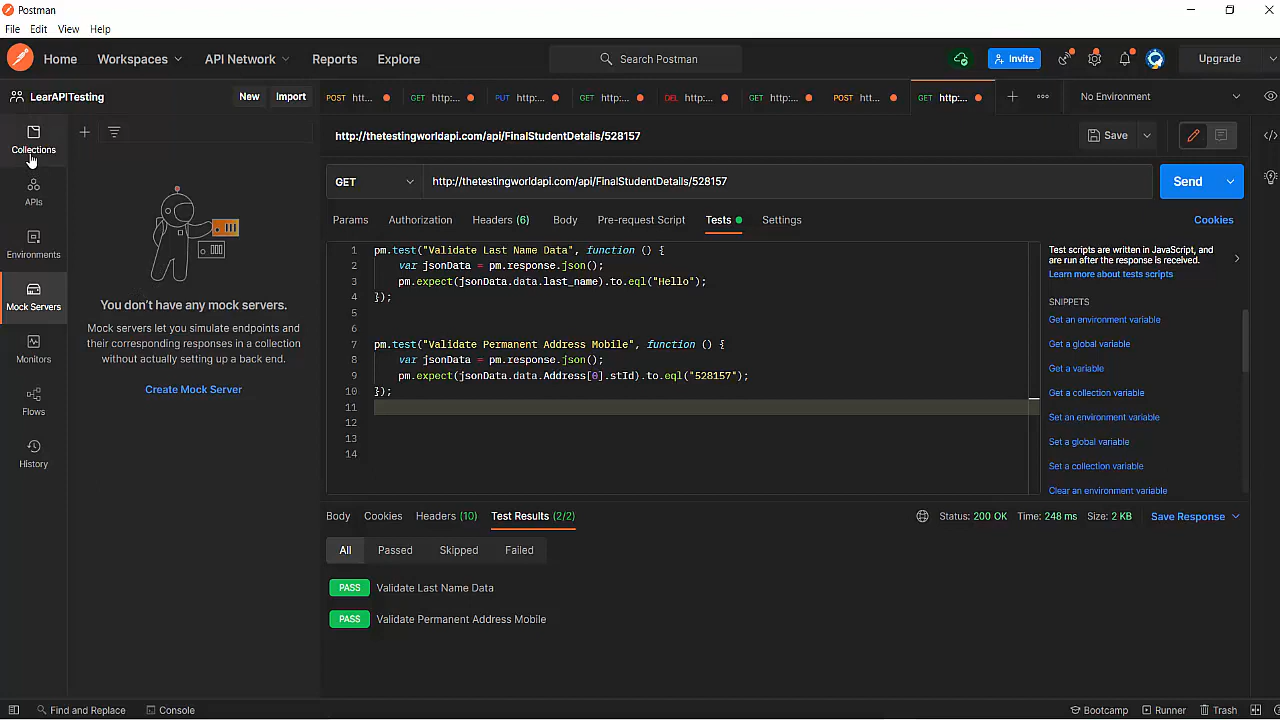 Postman
File Edit View Help
Home Workspaces API Network Reports Explore Search Postman Invite Upgrade
LearAPITesting New Import
POST htt... GET http:... PUT http:... GET http:... DEL http:... GET http:... POST htt... GET http:... No Environment
http://thetestingworldapi.com/api/FinalStudentDetails/528157 Save
GET http://thetestingworldapi.com/api/FinalStudentDetails/528157 Send
Params Authorization Headers (6) Body Pre-request Script Tests Settings Cookies
Collections
APIs
Environments
Mock Servers
Monitors
Flows
History
You don't have any mock servers.
Mock servers let you simulate endpoints and
their corresponding responses in a collection
without actually setting up a back end.
Create Mock Server
1 pm.test("Validate Last Name Data", function () {
2 var jsonData = pm.response.json();
3 pm.expect(jsonData.data.last_name).to.eql("Hello");
4 });
5
6
7 pm.test("Validate Permanent Address Mobile", function () {
8 var jsonData = pm.response.json();
9 pm.expect(jsonData.data.Address[0].stId).to.eql("528157");
10 });
11
12
13
14
Test scripts are written in JavaScript, and
are run after the response is received.
Learn more about tests scripts
SNIPPETS
Get an environment variable
Get a global variable
Get a variable
Get a collection variable
Set an environment variable
Set a global variable
Set a collection variable
Clear an environment variable
Body Cookies Headers (10) Test Results (2/2) Status: 200 OK Time: 248 ms Size: 2 KB Save Response
All Passed Skipped Failed
PASS Validate Last Name Data
PASS Validate Permanent Address Mobile
Find and Replace Console Bootcamp Runner Trash